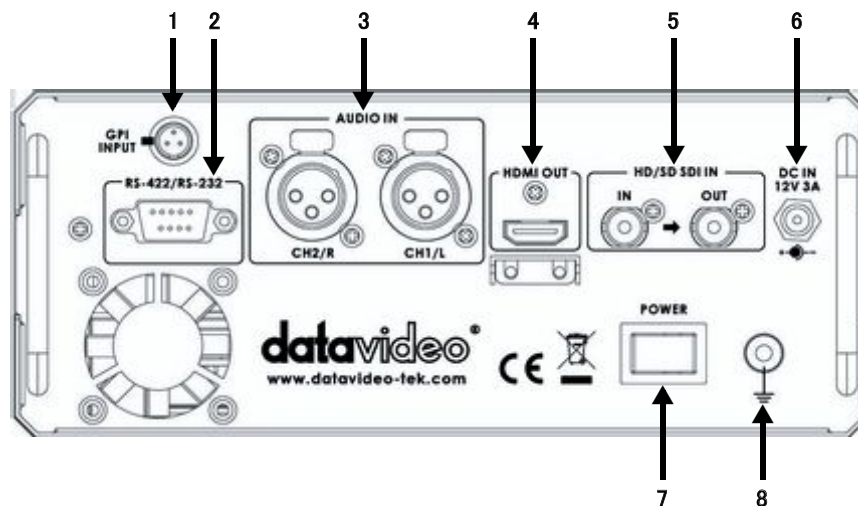 1 2 3 4 5 6
GPI
INPUT
RS-422/RS-232
AUDIO IN
CH2/R CH1/L
HDMI OUT
HD/SD SDI IN
IN OUT
DC IN
12V 3A
datavideo®
www.datavideo-tek.com
CE
POWER
7 8